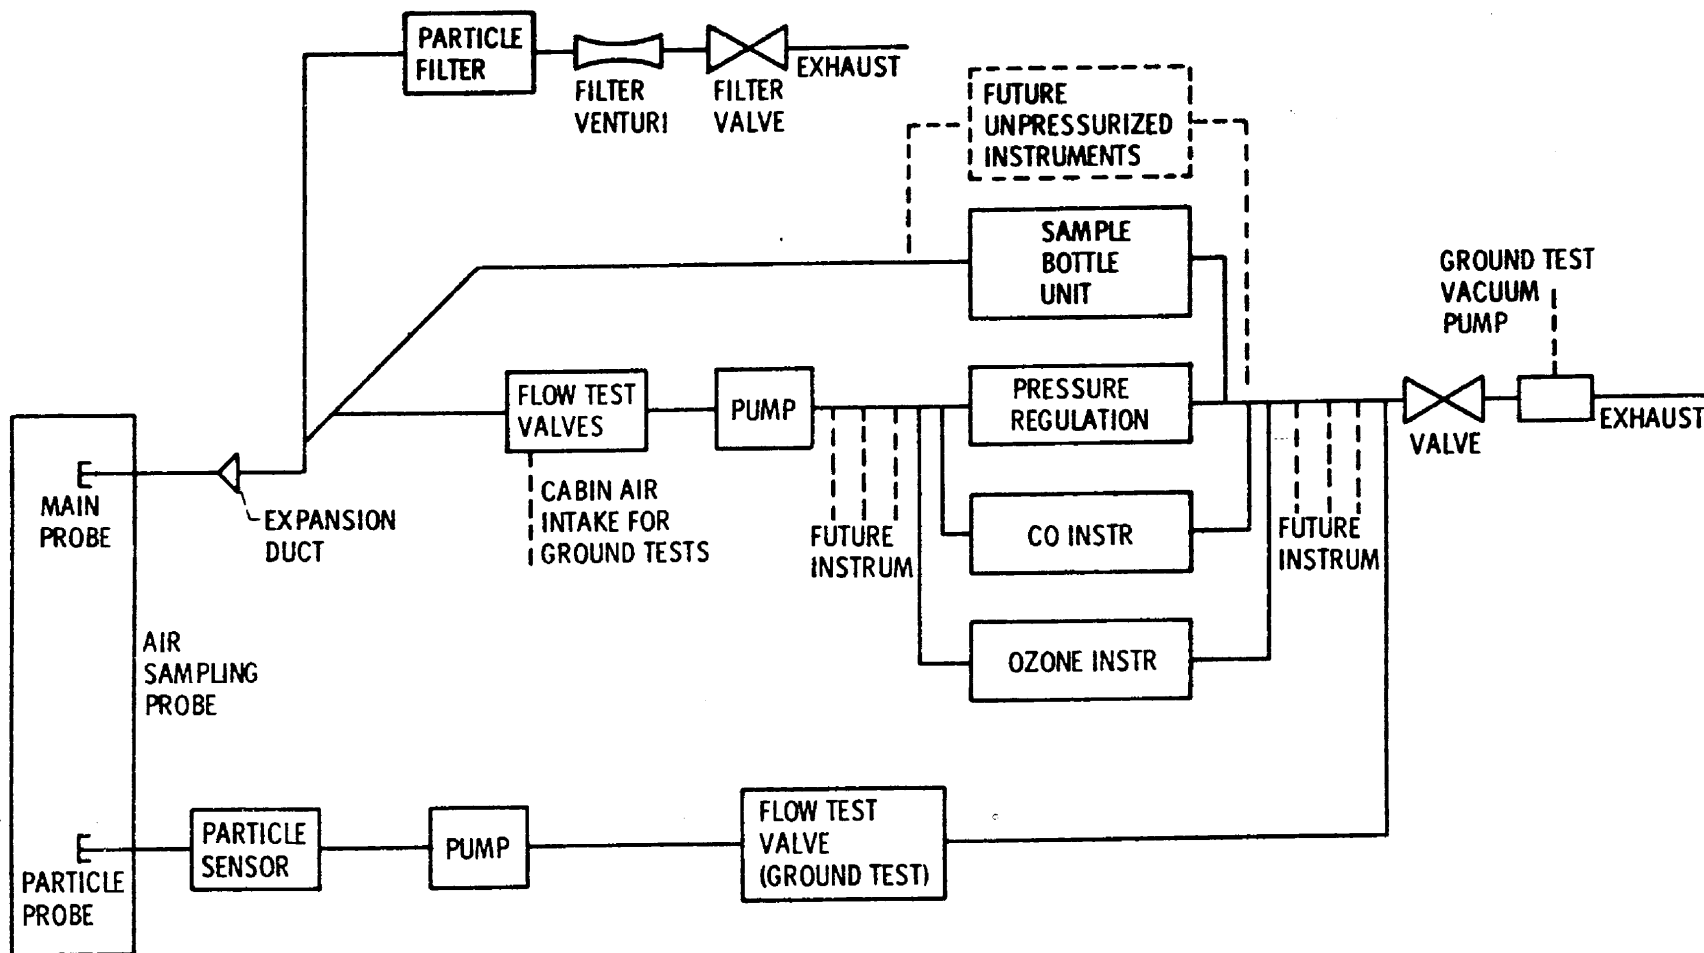 PARTICLE
FILTER
FILTER
VENTURI
FILTER
VALVE
EXHAUST
FUTURE
UNPRESSURIZED
INSTRUMENTS
SAMPLE
BOTTLE
UNIT
GROUND TEST
VACUUM
PUMP
FLOW TEST
VALVES
PUMP
PRESSURE
REGULATION
VALVE
EXHAUST
MAIN
PROBE
EXPANSION
DUCT
CABIN AIR
INTAKE FOR
GROUND TESTS
FUTURE
INSTRUM
CO INSTR
FUTURE
INSTRUM
AIR
SAMPLING
PROBE
OZONE INSTR
PARTICLE
PROBE
PARTICLE
SENSOR
PUMP
FLOW TEST
VALVE
(GROUND TEST)